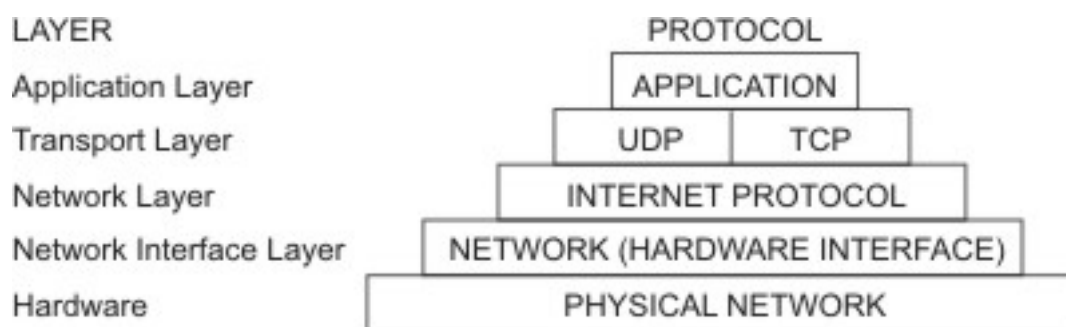 LAYER PROTOCOL
Application Layer APPLICATION
Transport Layer UDP TCP
Network Layer INTERNET PROTOCOL
Network Interface Layer NETWORK (HARDWARE INTERFACE)
Hardware PHYSICAL NETWORK